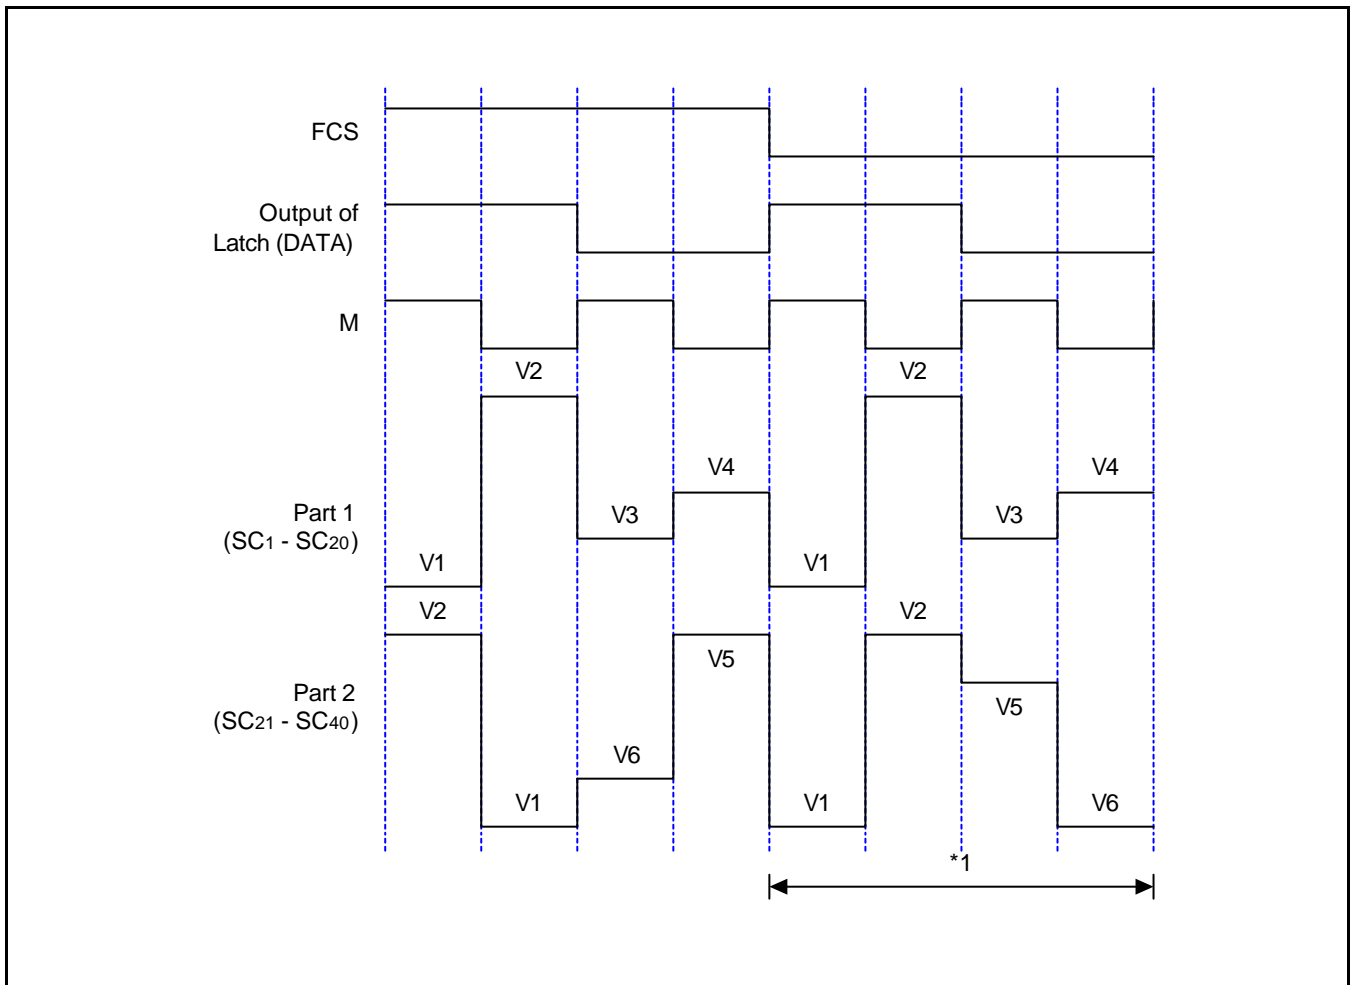 FCS
Output of
Latch (DATA)
M
V2 V2
V4 V4
Part 1
(SC1 - SC20)
V3 V3
V1 V1
V2 V2
V5
Part 2
(SC21 - SC40)
V5
V6
V1 V1 V6
*1